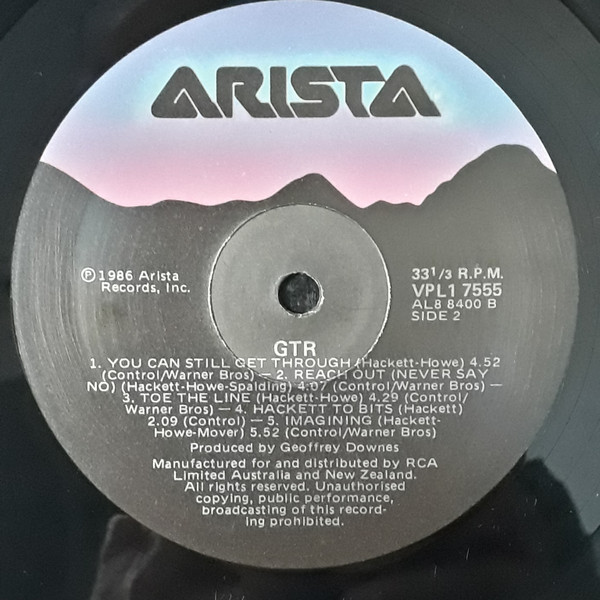 ARISTA
℗ 1986 Arista
Records, Inc.
33 1/3 R.P.M.
VPL1 7555
AL8 8400 B
SIDE 2
GTR
1. YOU CAN STILL GET THROUGH (Hackett-Howe) 4.52
(Control/Warner Bros) — 2. REACH OUT (NEVER SAY
NO) (Hackett-Howe-Spalding) 4.07 (Control/Warner Bros) —
3. TOE THE LINE (Hackett-Howe) 4.29 (Control/
Warner Bros) — 4. HACKETT TO BITS (Hackett)
2.09 (Control) — 5. IMAGINING (Hackett-
Howe-Mover) 5.52 (Control/Warner Bros)
Produced by Geoffrey Downes
Manufactured for and distributed by RCA
Limited Australia and New Zealand.
All rights reserved. Unauthorised
copying, public performance,
broadcasting of this record-
ing prohibited.